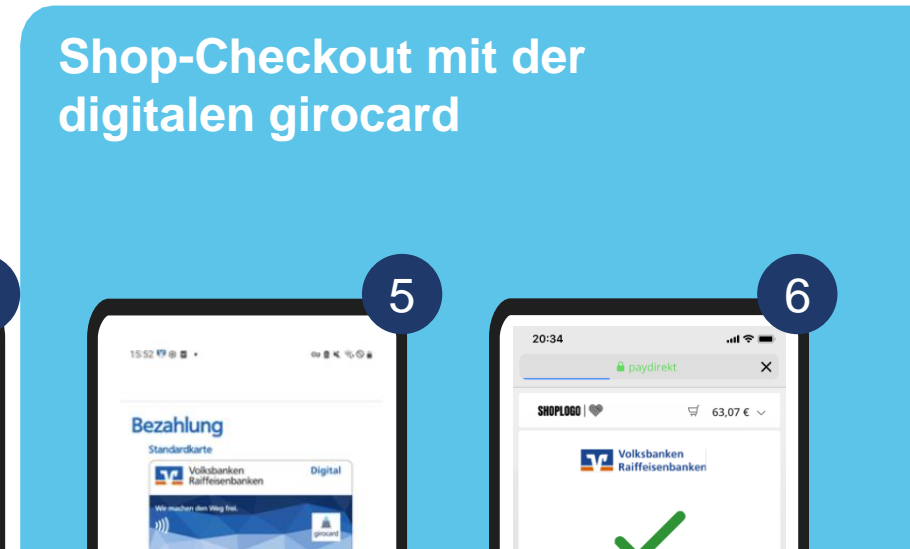 Shop-Checkout mit der
digitalen girocard
5
6
15:52
Bezahlung
Standardkarte
Volksbanken
Raiffeisenbanken
Digital
Wir machen den Weg frei.
girocard
20:34
paydirekt
SHOPLOGO |
63,07 €
Volksbanken
Raiffeisenbanken